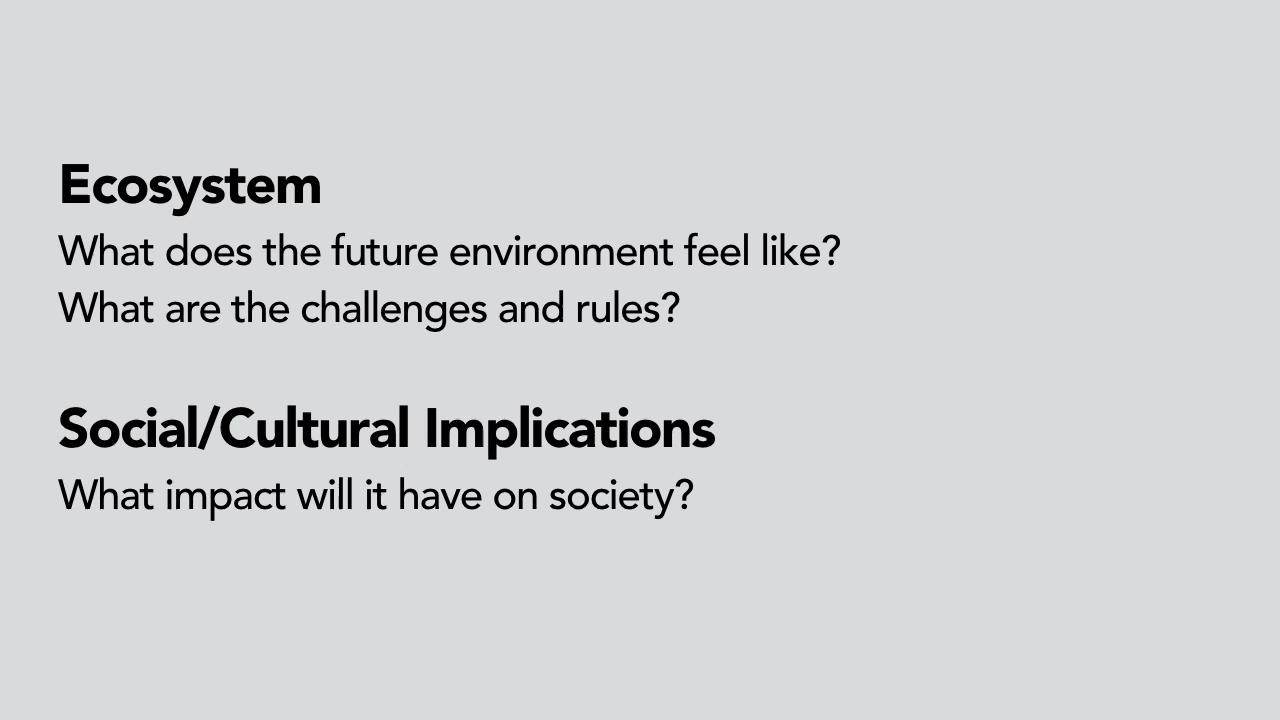 Ecosystem
What does the future environment feel like?
What are the challenges and rules?
Social/Cultural Implications
What impact will it have on society?